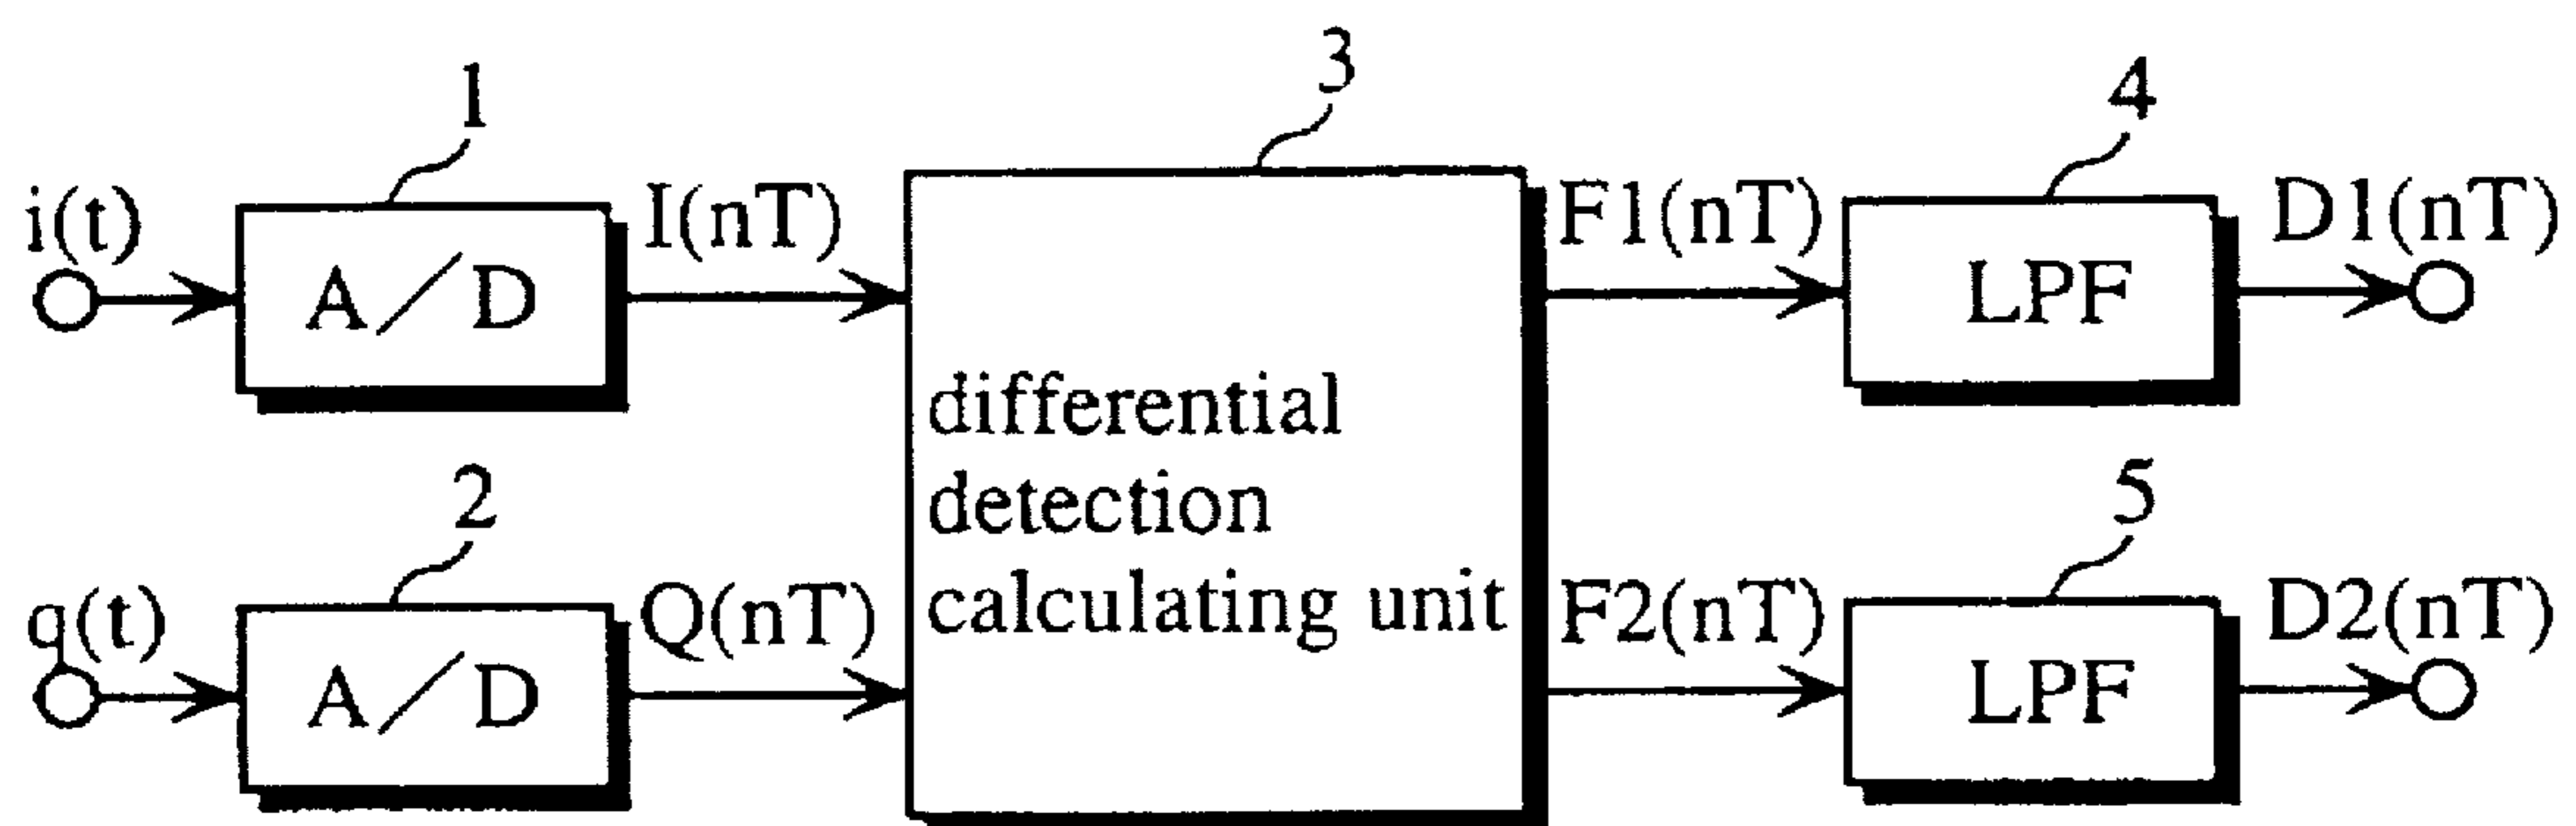 1
3
4
i(t)
A/D
I(nT)
F1(nT)
LPF
D1(nT)
differential
detection
calculating unit
2
5
q(t)
A/D
Q(nT)
F2(nT)
LPF
D2(nT)